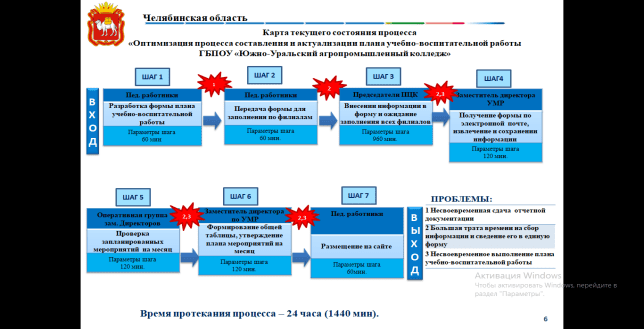 Челябинская область
Карта текущего состояния процесса
«Оптимизация процесса составления и актуализации плана учебно-воспитательной работы
ГБПОУ «Южно–Уральский агропромышленный колледж»
ШАГ 1
ШАГ 2
ШАГ 3
ШАГ4
ВХОД
Пед. работники
Разработка формы плана
учебно-воспитательной
работы
Параметры шага
60 мин.
1
Пед. работники
Передача формы для
заполнения по филиалам
Параметры шага
60 мин.
2
Председатели ПЦК
Внесении информации в
форму и ожидание
заполнения всех филиалов
Параметры шага
960 мин.
2,3
Заместитель директора
УМР
Получение формы по
электронной почте,
извлечение и сохранении
информации
Параметры шага
120 мин.
ШАГ 5
ШАГ 6
ШАГ 7
Оперативная группа
зам. Директоров
Проверка
запланированных
мероприятий на месяц
Параметры шага
120 мин.
2,3
Заместитель директора
по УМР
Формирование общей
таблицы, утверждение
плана мероприятий на
месяц
Параметры шага
120 мин.
2,3
Пед. работники
Размещение на сайте
Параметры шага
60мин.
ВЫХОД
ПРОБЛЕМЫ:
1 Несвоевременная сдача отчетной
документации
2 Большая трата времени на сбор
информации и сведение его в единую
форму
3 Несвоевременное выполнение плана
учебно-воспитательной работы
Активация Windows
Чтобы активировать Windows, перейдите в
раздел "Параметры".
Время протекания процесса – 24 часа (1440 мин).
6